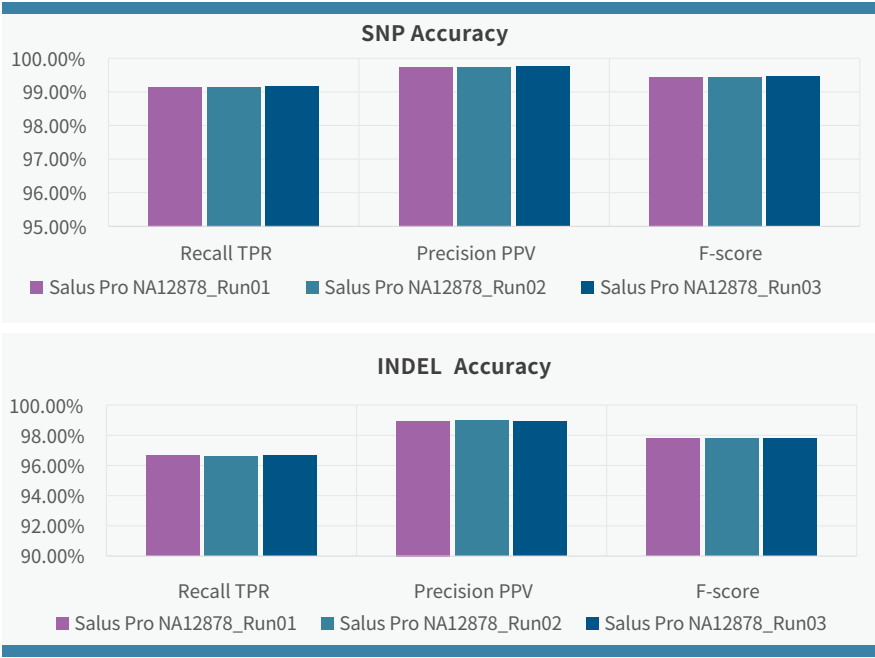 SNP Accuracy
100.00%
99.00%
98.00%
97.00%
96.00%
95.00%
Recall TPR Precision PPV F-score
Salus Pro NA12878_Run01 Salus Pro NA12878_Run02 Salus Pro NA12878_Run03
INDEL Accuracy
100.00%
98.00%
96.00%
94.00%
92.00%
90.00%
Recall TPR Precision PPV F-score
Salus Pro NA12878_Run01 Salus Pro NA12878_Run02 Salus Pro NA12878_Run03